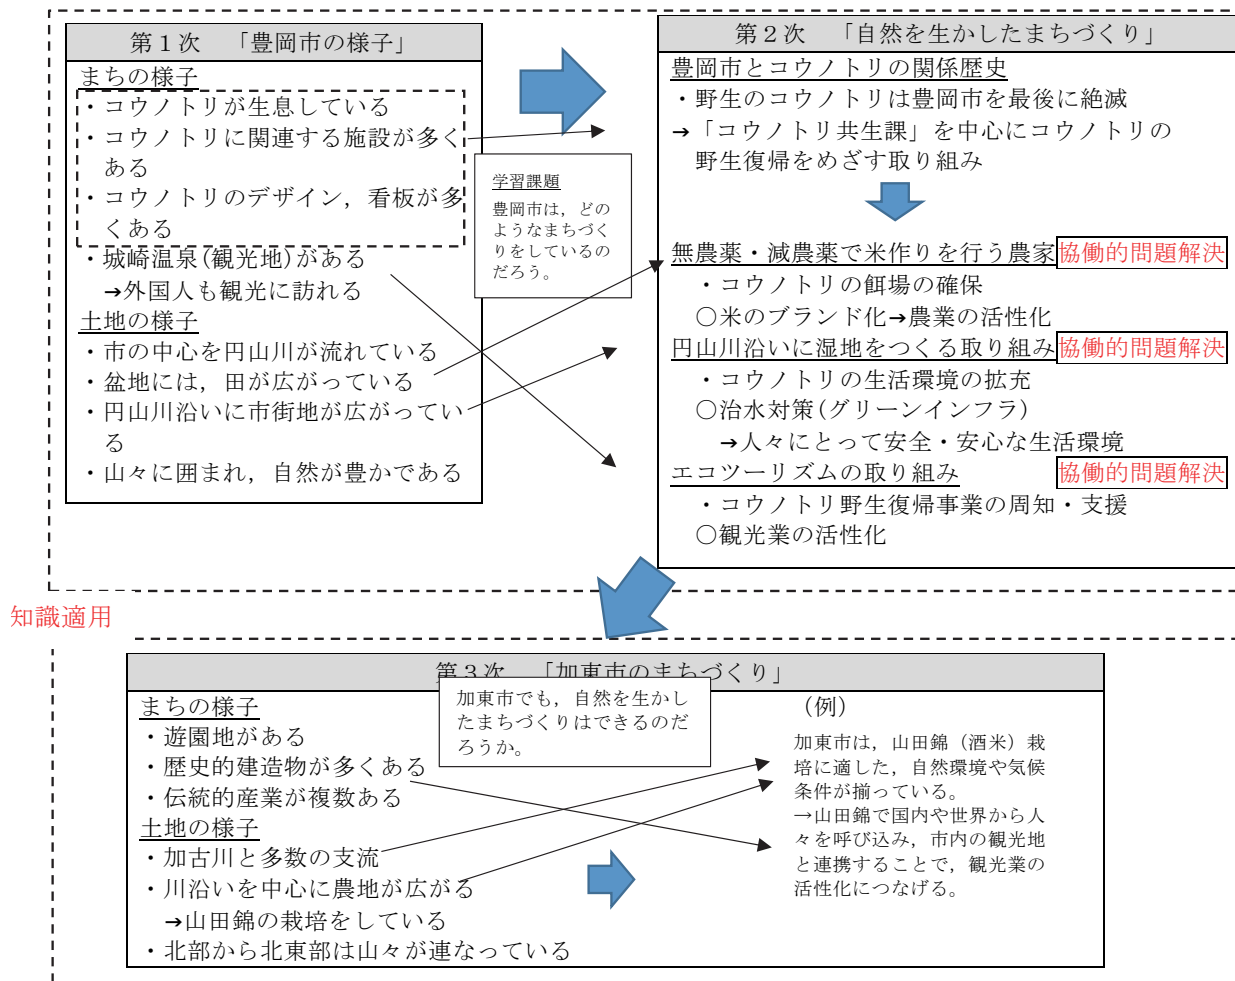 第1次 「豊岡市の様子」
まちの様子
・コウノトリが生息している
・コウノトリに関連する施設が多く
ある
・コウノトリのデザイン，看板が多
くある
・城崎温泉(観光地)がある
→外国人も観光に訪れる
土地の様子
・市の中心を円山川が流れている
・盆地には，田が広がっている
・円山川沿いに市街地が広がってい
る
・山々に囲まれ，自然が豊かである
学習課題
豊岡市は，どの
ようなまちづく
りをしているの
だろう。
第2次 「自然を生かしたまちづくり」
豊岡市とコウノトリの関係歴史
・野生のコウノトリは豊岡市を最後に絶滅
→「コウノトリ共生課」を中心にコウノトリの
野生復帰をめざす取り組み
無農薬・減農薬で米作りを行う農家 協働的問題解決
・コウノトリの餌場の確保
○米のブランド化→農業の活性化
円山川沿いに湿地をつくる取り組み 協働的問題解決
・コウノトリの生活環境の拡充
○治水対策(グリーンインフラ)
→人々にとって安全・安心な生活環境
エコツーリズムの取り組み 協働的問題解決
・コウノトリ野生復帰事業の周知・支援
○観光業の活性化
知識適用
第3次 「加東市のまちづくり」
まちの様子
・遊園地がある
・歴史的建造物が多くある
・伝統的産業が複数ある
土地の様子
・加古川と多数の支流
・川沿いを中心に農地が広がる
→山田錦の栽培をしている
・北部から北東部は山々が連なっている
加東市でも，自然を生かし
たまちづくりはできるのだ
ろうか。
（例）
加東市は，山田錦（酒米）栽
培に適した，自然環境や気候
条件が揃っている。
→山田錦で国内や世界から人
々を呼び込み，市内の観光地
と連携することで，観光業の
活性化につなげる。